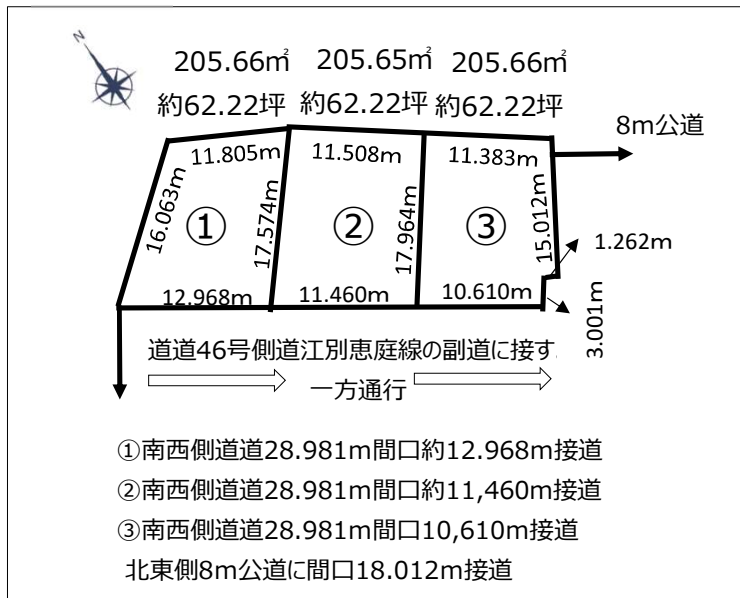 N
205.66㎡ 205.65㎡ 205.66㎡
約62.22坪 約62.22坪 約62.22坪
8m公道
11.805m 11.508m 11.383m
16.063m ① 17.574m ② 17.964m ③ 15.012m
1.262m
12.968m 11.460m 10.610m
3.001m
道道46号側道江別恵庭線の副道に接す
一方通行
①南西側道道28.981m間口約12.968m接道
②南西側道道28.981m間口約11,460m接道
③南西側道道28.981m間口10,610m接道
北東側8m公道に間口18.012m接道